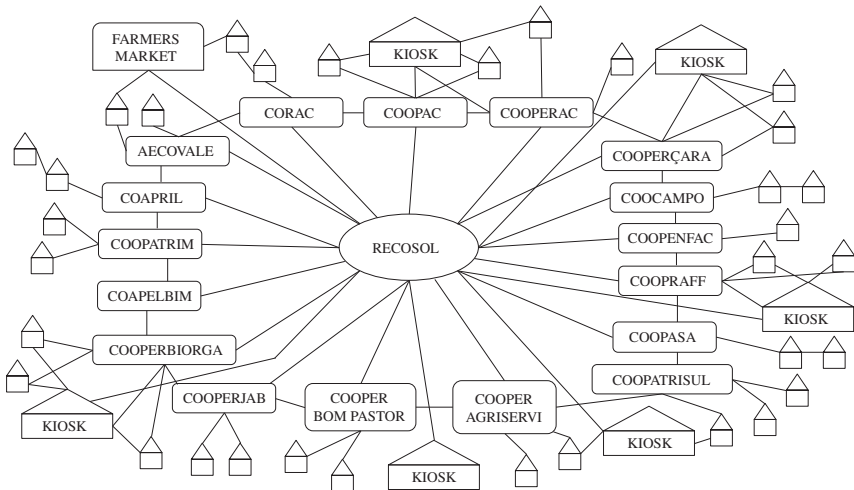 FARMERS
MARKET
KIOSK
KIOSK
CORAC
COOPAC
COOPERAC
AECOVALE
COOPERÇARA
COAPRIL
COOCAMPO
COOPATRIM
RECOSOL
COOPENFAC
COOPRAFF
COAPELBIM
KIOSK
COOPASA
COOPERBIORGA
COOPATRISUL
COOPERJAB
COOPER
BOM PASTOR
COOPER
AGRISERVI
KIOSK
KIOSK
KIOSK